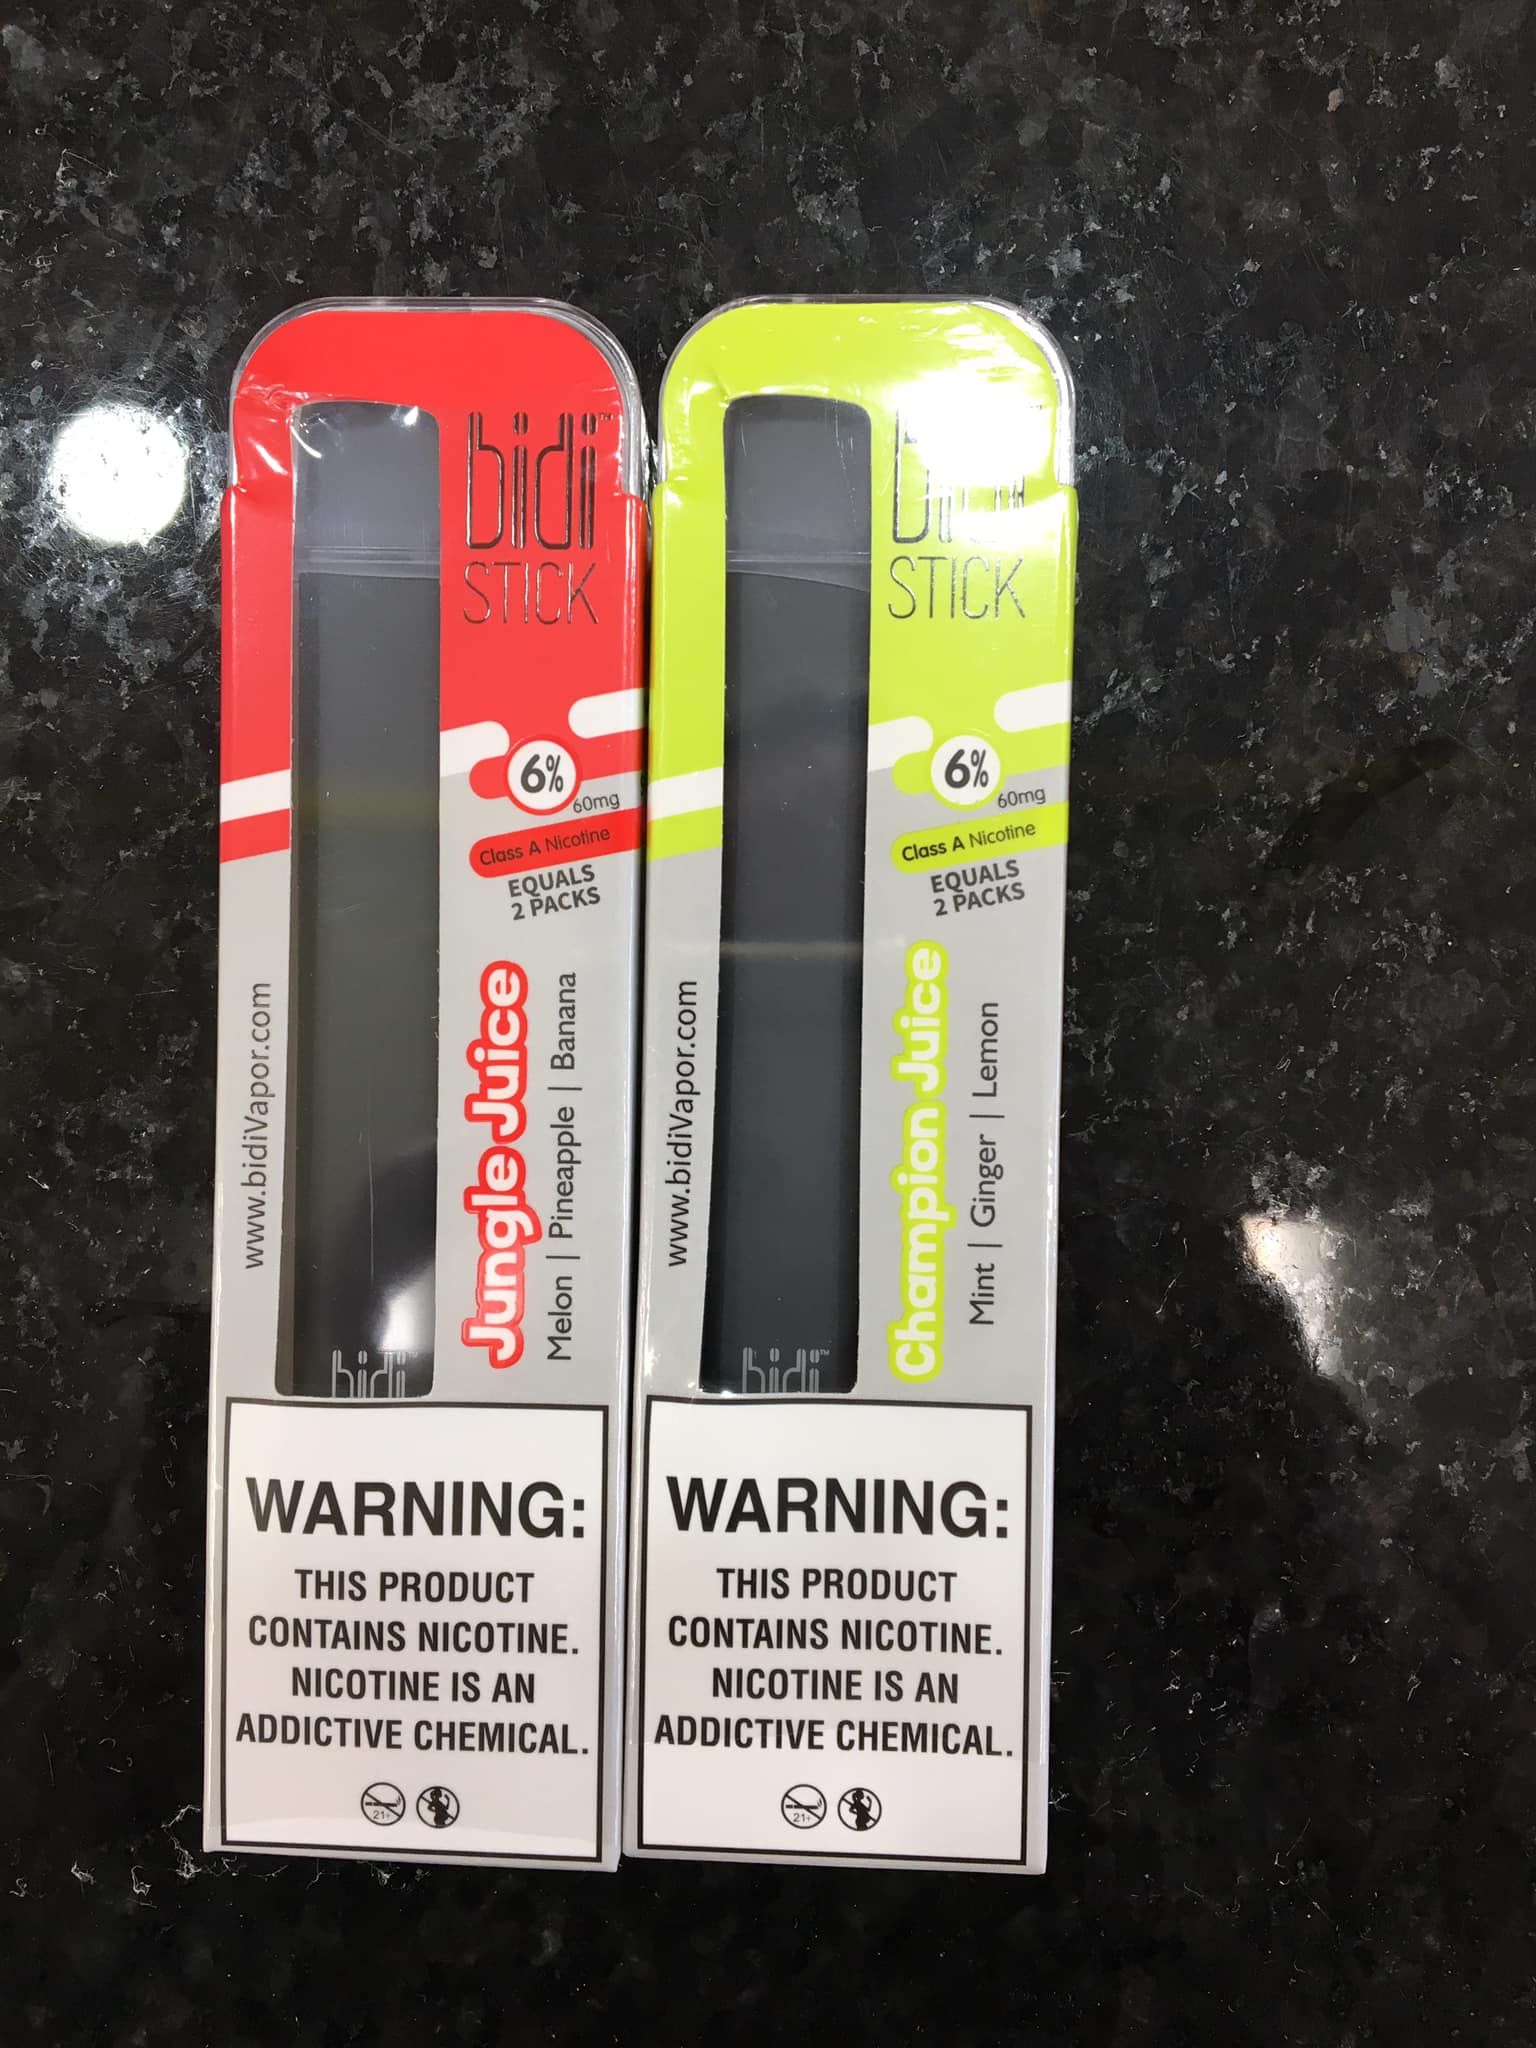 bidi™
STICK
6%
60mg
Class A Nicotine
EQUALS
2 PACKS
www.bidiVapor.com
Jungle Juice
Melon | Pineapple | Banana
bidi™
WARNING:
THIS PRODUCT
CONTAINS NICOTINE.
NICOTINE IS AN
ADDICTIVE CHEMICAL.
21+
bidi
STICK
6%
60mg
Class A Nicotine
EQUALS
2 PACKS
www.bidiVapor.com
Champion Juice
Mint | Ginger | Lemon
bidi™
WARNING:
THIS PRODUCT
CONTAINS NICOTINE.
NICOTINE IS AN
ADDICTIVE CHEMICAL.
21+